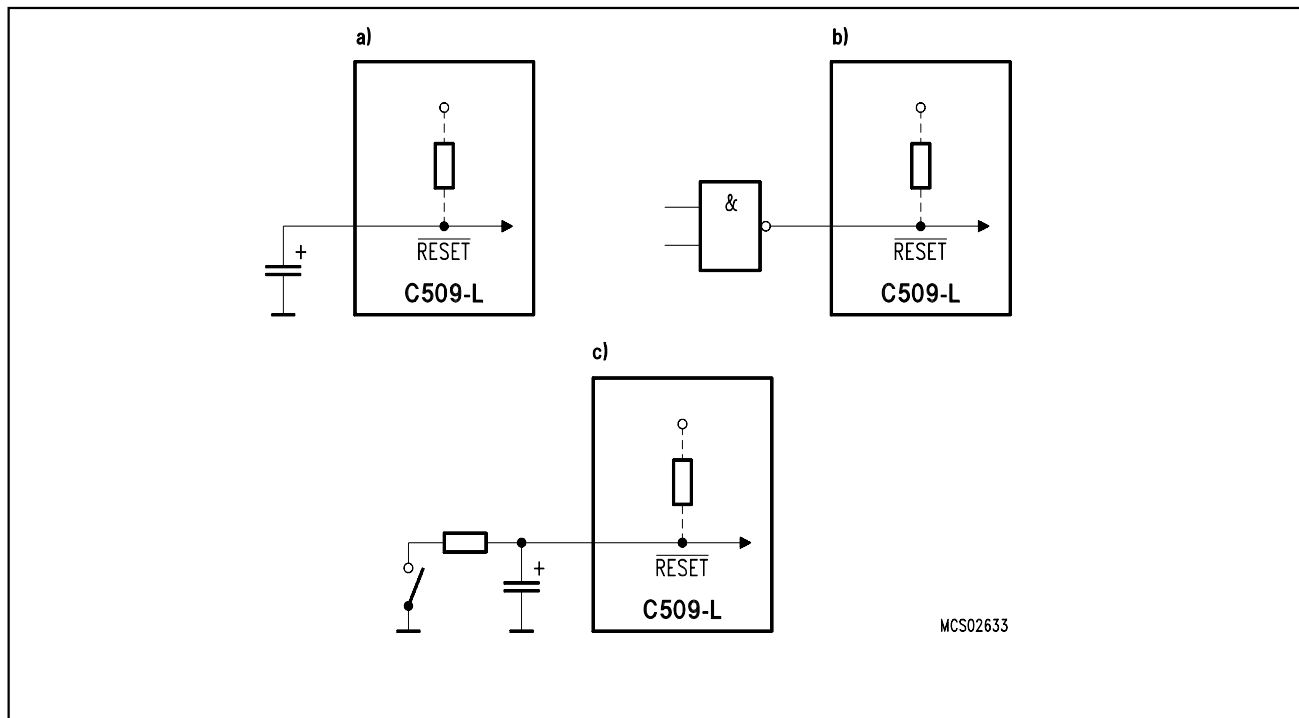 a)
+
RESET
C509-L
b)
&
RESET
C509-L
c)
+
RESET
C509-L
MCS02633